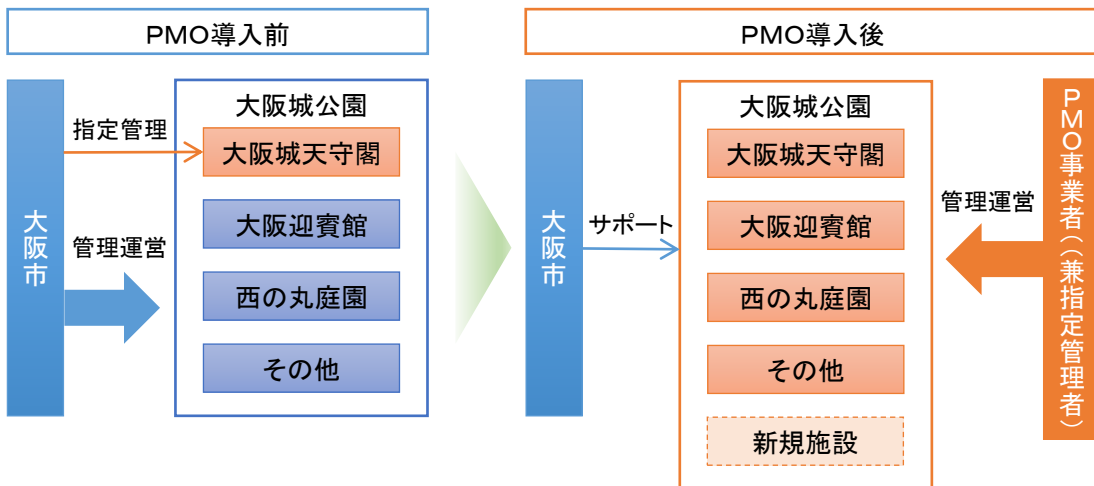 PMO導入前
大阪市
指定管理
管理運営
大阪城公園
大阪城天守閣
大阪迎賓館
西の丸庭園
その他
PMO導入後
大阪市
サポート
大阪城公園
大阪城天守閣
大阪迎賓館
西の丸庭園
その他
新規施設
管理運営
PMO事業者((兼指定管理者)